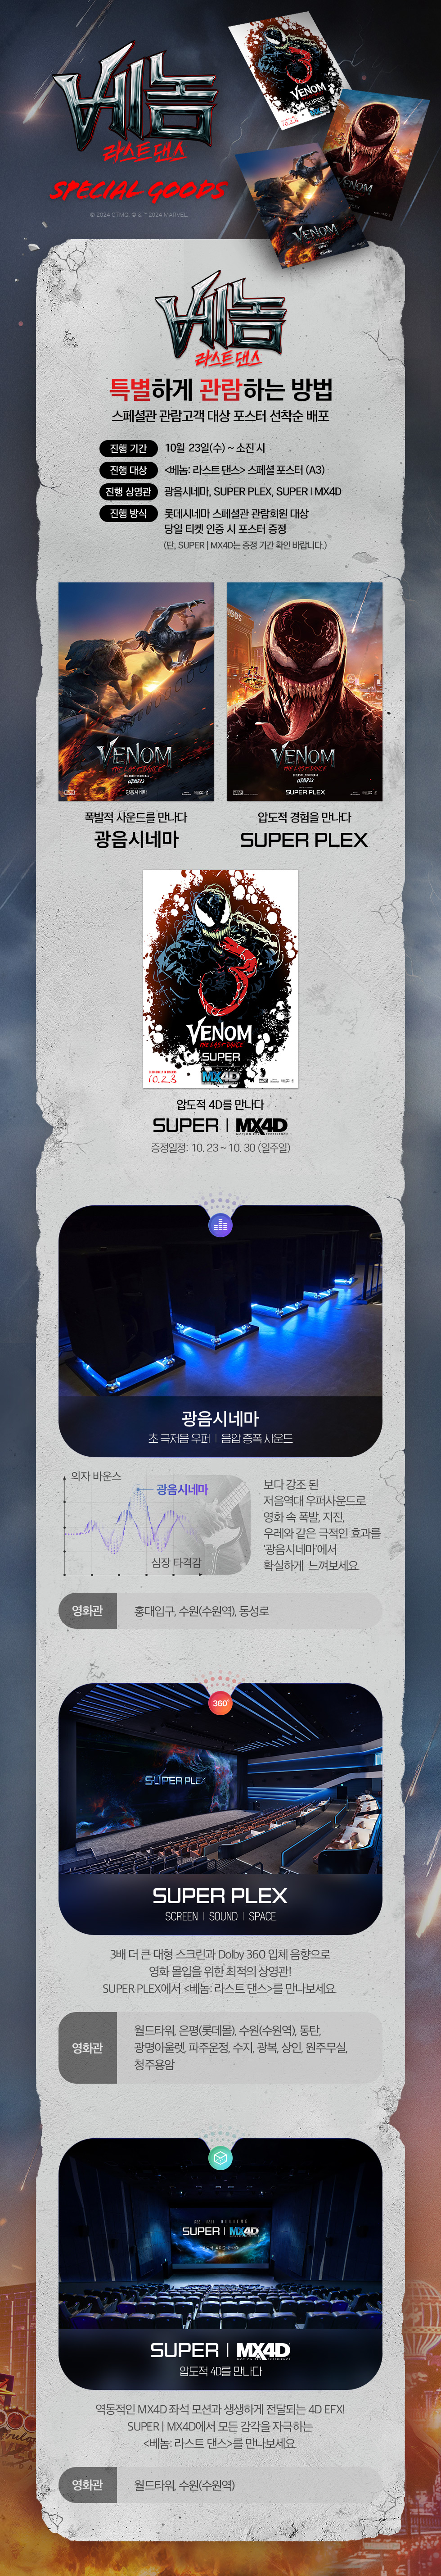 베놈
라스트 댄스
SPECIAL GOODS
© 2024 CTMG. © & ™ 2024 MARVEL.
베놈
라스트 댄스
특별하게 관람하는 방법
스페셜관 관람고객 대상 포스터 선착순 배포
진행 기간 10월 23일(수) ~ 소진 시
진행 대상 <베놈: 라스트 댄스> 스페셜 포스터 (A3)
진행 상영관 광음시네마, SUPER PLEX, SUPER | MX4D
진행 방식 롯데시네마 스페셜관 관람회원 대상
당일 티켓 인증 시 포스터 증정
(단, SUPER | MX4D는 증정 기간 확인 바랍니다.)
VENOM
THE LAST DANCE
광음시네마
VENOM
THE LAST DANCE
SUPER PLEX
폭발적 사운드를 만나다
광음시네마
압도적 경험을 만나다
SUPER PLEX
VENOM
THE LAST DANCE
SUPER
MX4D
10.23
압도적 4D를 만나다
SUPER | MX4D
MOTION EFX EXPERIENCE
증정일정: 10. 23 ~ 10. 30 (일주일)
광음시네마
초 극저음 우퍼 | 음압 증폭 사운드
의자 바운스
광음시네마
심장 타격감
보다 강조 된
저음역대 우퍼사운드로
영화 속 폭발, 지진,
우레와 같은 극적인 효과를
'광음시네마'에서
확실하게 느껴보세요.
영화관 홍대입구, 수원(수원역), 동성로
360°
SUPER PLEX
SUPER PLEX
SCREEN | SOUND | SPACE
3배 더 큰 대형 스크린과 Dolby 360 입체 음향으로
영화 몰입을 위한 최적의 상영관!
SUPER PLEX에서 <베놈: 라스트 댄스>를 만나보세요.
영화관 월드타워, 은평(롯데몰), 수원(수원역), 동탄,
광명아울렛, 파주운정, 수지, 광복, 상인, 원주무실,
청주용암
SUPER | MX4D
SUPER | MX4D
MOTION EFX EXPERIENCE
압도적 4D를 만나다
역동적인 MX4D 좌석 모션과 생생하게 전달되는 4D EFX!
SUPER | MX4D에서 모든 감각을 자극하는
<베놈: 라스트 댄스>를 만나보세요.
영화관 월드타워, 수원(수원역)